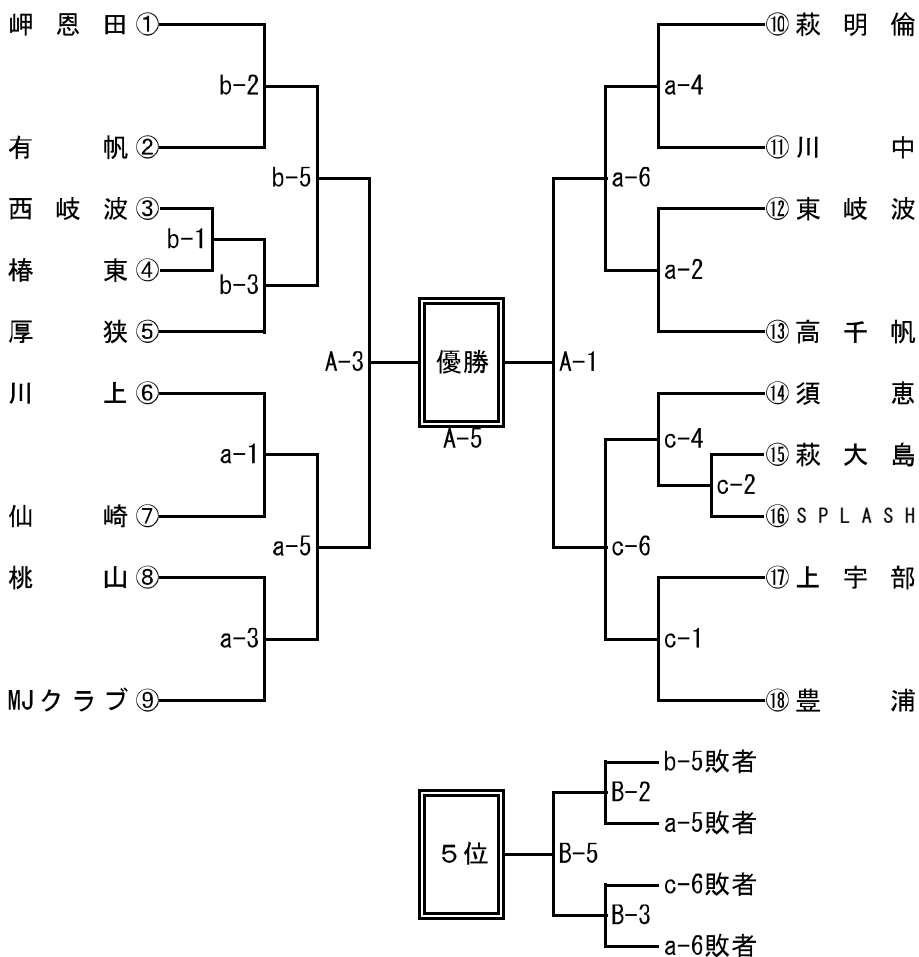 岬恩田①
b-2
有帆②
b-5
西岐波③
b-1
椿東④
b-3
厚狭⑤
A-3
川上⑥
a-1
仙崎⑦
a-5
桃山⑧
a-3
MJクラブ⑨
優勝
A-5
⑩萩明倫
a-4
⑪川中
a-6
⑫東岐波
a-2
⑬高千帆
A-1
⑭須恵
c-4
⑮萩大島
c-2
⑯SPLASH
c-6
⑰上宇部
c-1
⑱豊浦
5位
b-5敗者
B-2
a-5敗者
B-5
c-6敗者
B-3
a-6敗者